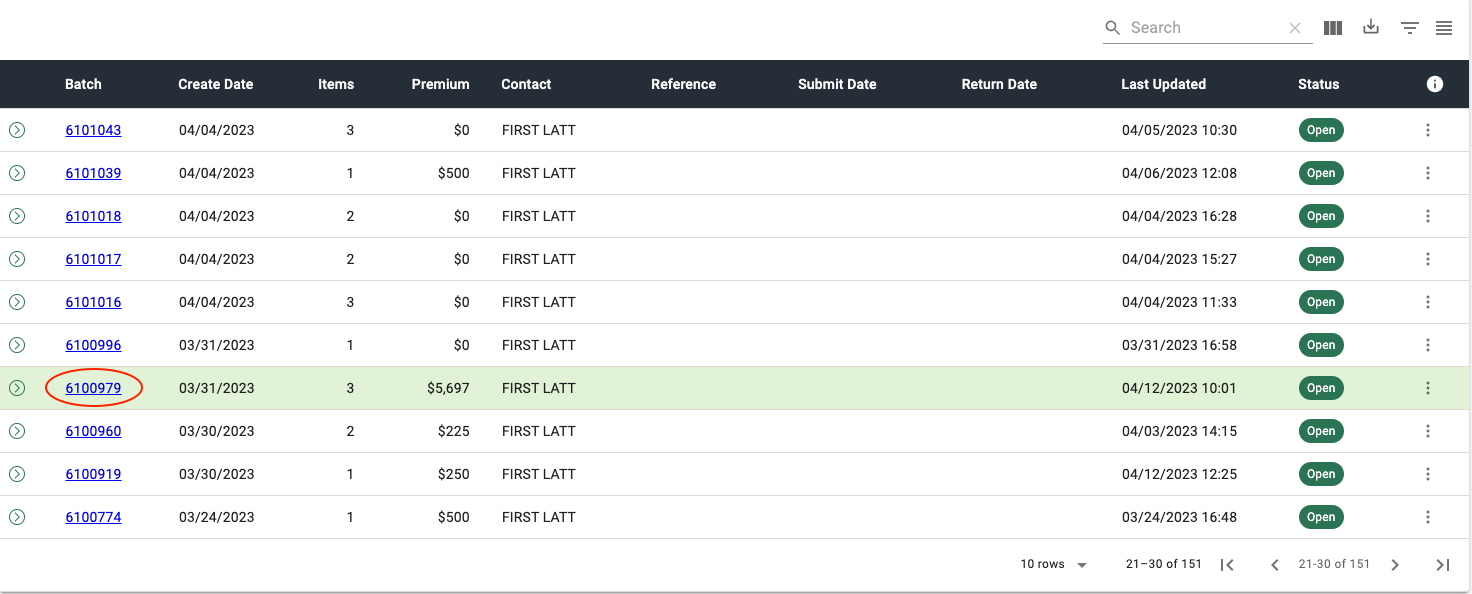 Search
Batch Create Date Items Premium Contact Reference Submit Date Return Date Last Updated Status
6101043 04/04/2023 3 $0 FIRST LATT 04/05/2023 10:30 Open
6101039 04/04/2023 1 $500 FIRST LATT 04/06/2023 12:08 Open
6101018 04/04/2023 2 $0 FIRST LATT 04/04/2023 16:28 Open
6101017 04/04/2023 2 $0 FIRST LATT 04/04/2023 15:27 Open
6101016 04/04/2023 3 $0 FIRST LATT 04/04/2023 11:33 Open
6100996 03/31/2023 1 $0 FIRST LATT 03/31/2023 16:58 Open
6100979 03/31/2023 3 $5,697 FIRST LATT 04/12/2023 10:01 Open
6100960 03/30/2023 2 $225 FIRST LATT 04/03/2023 14:15 Open
6100919 03/30/2023 1 $250 FIRST LATT 04/12/2023 12:25 Open
6100774 03/24/2023 1 $500 FIRST LATT 03/24/2023 16:48 Open
10 rows 21–30 of 151 21-30 of 151